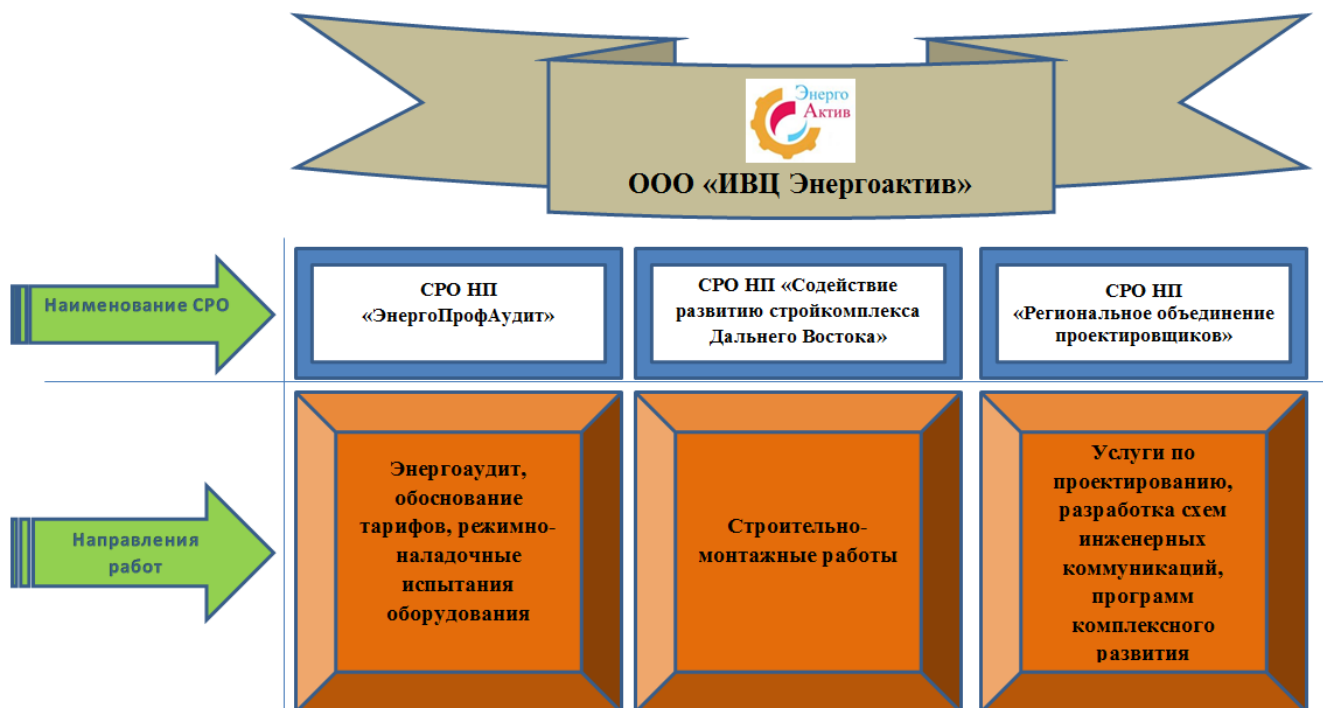 Энерго
Актив
ООО «ИВЦ Энергоактив»
Наименование СРО
СРО НП
«ЭнергоПрофАудит»
СРО НП «Содействие
развитию стройкомплекса
Дальнего Востока»
СРО НП
«Региональное объединение
проектировщиков»
Направления
работ
Энергоаудит,
обоснование
тарифов, режимно-
наладочные
испытания
оборудования
Строительно-
монтажные работы
Услуги по
проектированию,
разработка схем
инженерных
коммуникаций,
программ
комплексного
развития